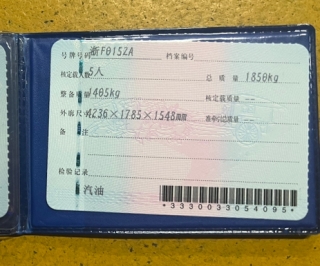 号牌号码 浙F0152A 档案编号
核定载人数 5人 总 质 量 1850kg
整备质量 1405kg 核定载质量 --
外廓尺寸 4236×1785×1548mm 准牵引总质量 --
备 注
检验记录
汽油
*3330033054095*